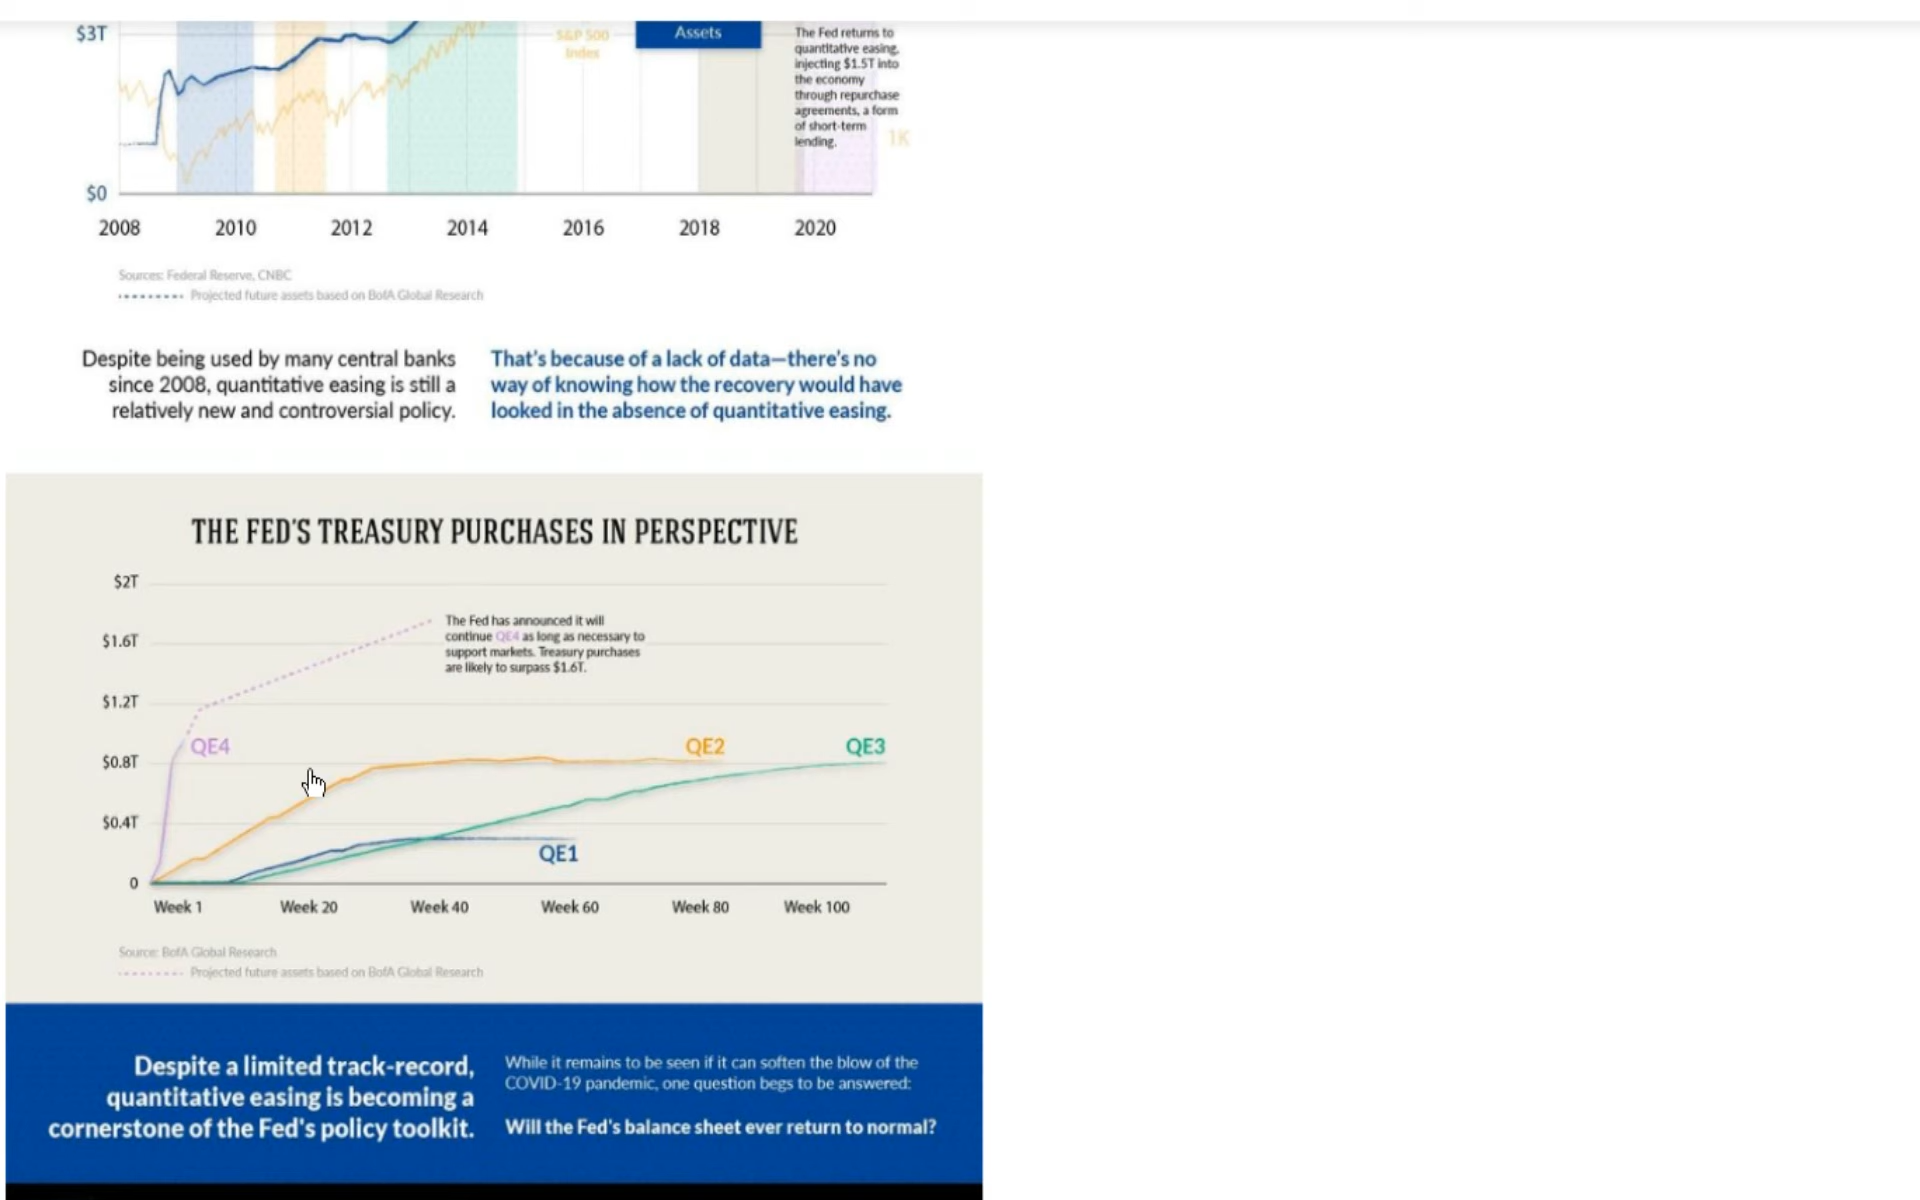 $3T
S&P 500
Index
Assets
The Fed returns to
quantitative easing,
injecting $1.5T into
the economy
through repurchase
agreements, a form
of short-term
lending.
1K
$0
2008 2010 2012 2014 2016 2018 2020
Sources: Federal Reserve, CNBC
Projected future assets based on BofA Global Research
Despite being used by many central banks
since 2008, quantitative easing is still a
relatively new and controversial policy.
That's because of a lack of data—there's no
way of knowing how the recovery would have
looked in the absence of quantitative easing.
THE FED'S TREASURY PURCHASES IN PERSPECTIVE
$2T
The Fed has announced it will
continue QE4 as long as necessary to
support markets. Treasury purchases
are likely to surpass $1.6T.
$1.6T
$1.2T
QE4
QE2
QE3
$0.8T
$0.4T
QE1
0
Week 1 Week 20 Week 40 Week 60 Week 80 Week 100
Source: BofA Global Research
Projected future assets based on BofA Global Research
Despite a limited track-record,
quantitative easing is becoming a
cornerstone of the Fed's policy toolkit.
While it remains to be seen if it can soften the blow of the
COVID-19 pandemic, one question begs to be answered:
Will the Fed's balance sheet ever return to normal?